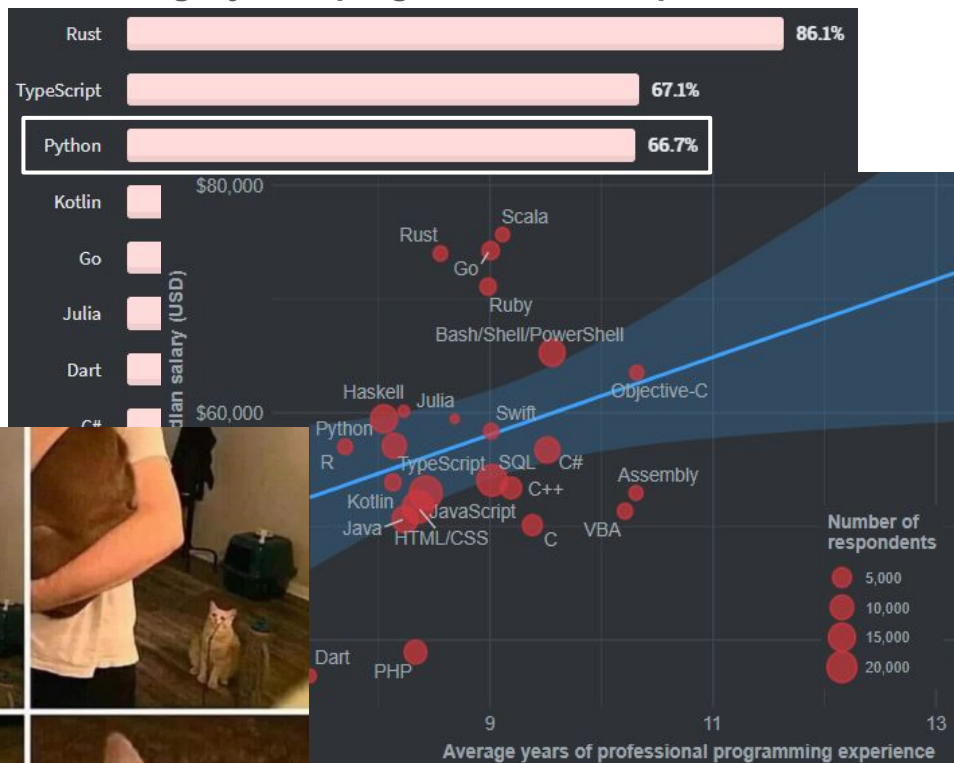 Rust 86.1%
TypeScript 67.1%
Python 66.7%
Kotlin
Go
Julia
Dart
C#
$80,000
Scala
Rust
Go
Ruby
Bash/Shell/PowerShell
Objective-C
Haskell
Julia
Swift
$60,000
Python
R
TypeScript
SQL
C#
Assembly
Kotlin
C++
JavaScript
Java
HTML/CSS
C
VBA
Dart
PHP
salary (USD)
Number of
respondents
5,000
10,000
15,000
20,000
9 11 13
Average years of professional programming experience